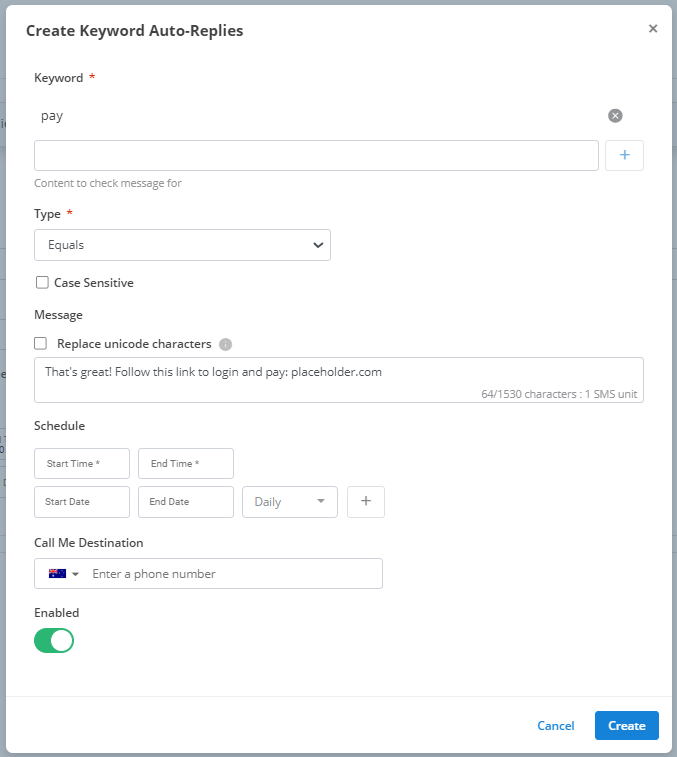 Create Keyword Auto-Replies
Keyword *
pay
Content to check message for
Type *
Equals
Case Sensitive
Message
Replace unicode characters
That's great! Follow this link to login and pay: placeholder.com
64/1530 characters : 1 SMS unit
Schedule
Start Time * End Time *
Start Date End Date Daily
Call Me Destination
Enter a phone number
Enabled
Cancel Create